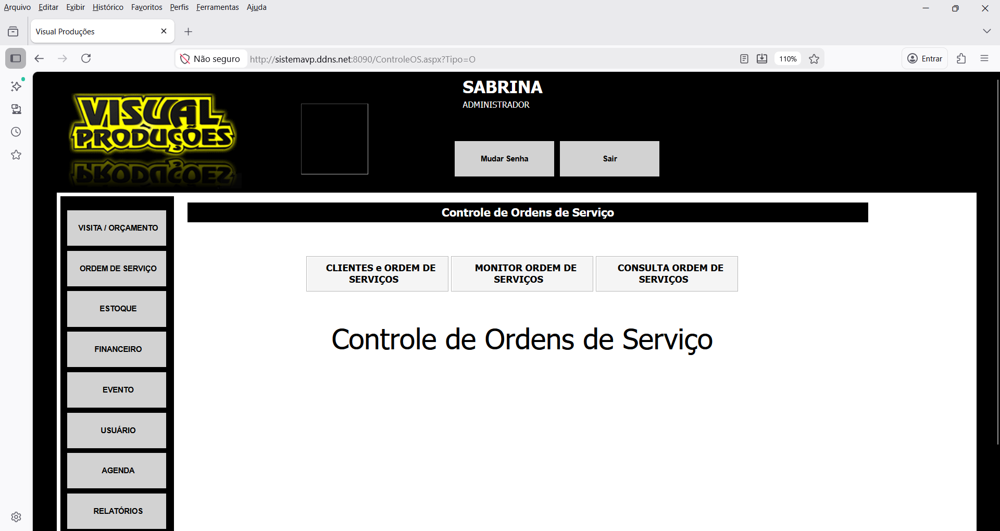 Arquivo Editar Exibir Histórico Favoritos Perfis Ferramentas Ajuda
Visual Produções
Não seguro http://sistemavp.ddns.net:8090/ControleOS.aspx?Tipo=O 110% Entrar
VISUAL
PRODUÇÕES
SABRINA
ADMINISTRADOR
Mudar Senha Sair
Controle de Ordens de Serviço
VISITA / ORÇAMENTO
ORDEM DE SERVIÇO
ESTOQUE
FINANCEIRO
EVENTO
USUÁRIO
AGENDA
RELATÓRIOS
CLIENTES e ORDEM DE
SERVIÇOS
MONITOR ORDEM DE
SERVIÇOS
CONSULTA ORDEM DE
SERVIÇOS
Controle de Ordens de Serviço